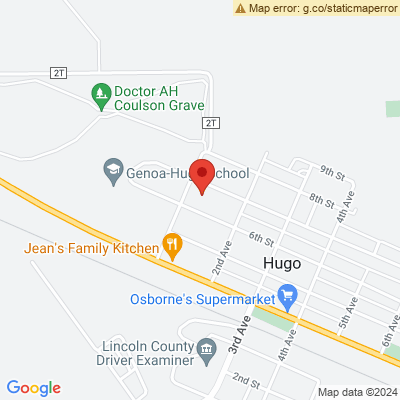 Map error: g.co/staticmaperror
2T
Doctor AH
Coulson Grave
2T
9th St
Genoa-Hugo School
8th St
4th Ave
6th St
Jean's Family Kitchen
2nd Ave
Hugo
Osborne's Supermarket
3rd Ave
5th Ave
6th Ave
Lincoln County
Driver Examiner
4th Ave
2nd St
Google
Map data ©2024